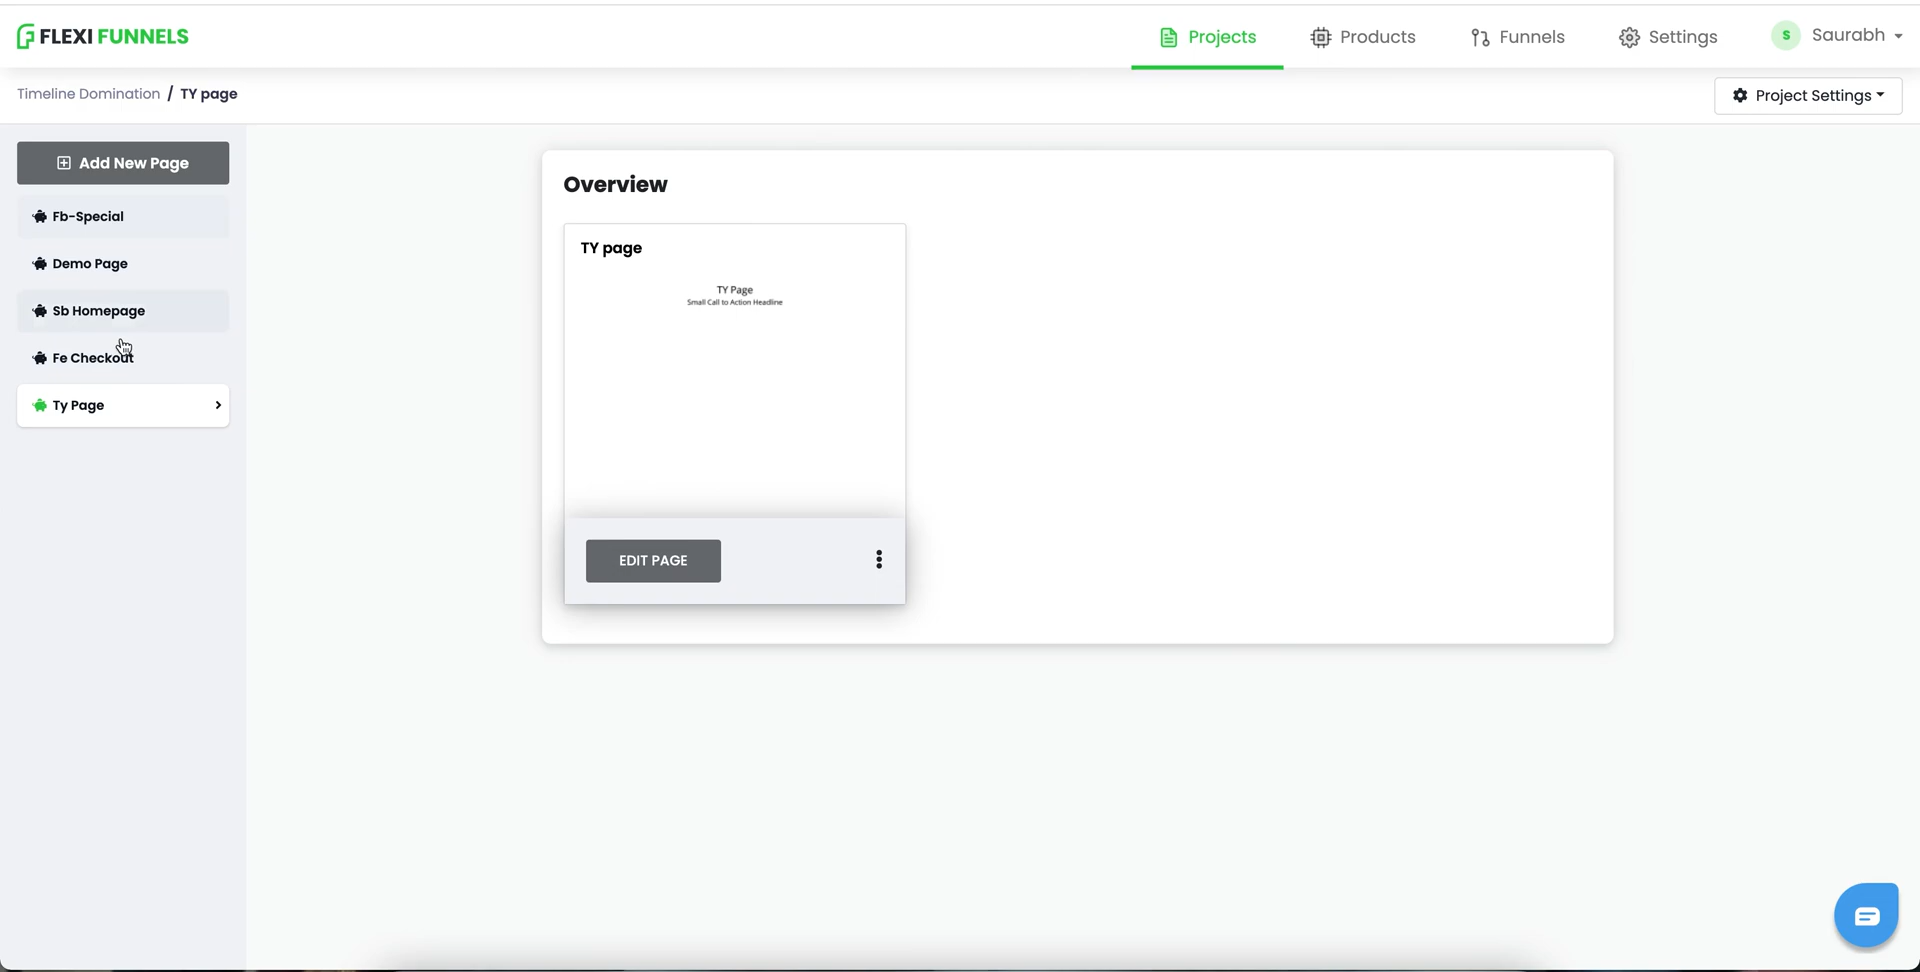 FLEXI FUNNELS
Projects
Products
Funnels
Settings
S
Saurabh
Timeline Domination / TY page
Project Settings
Add New Page
Fb-Special
Demo Page
Sb Homepage
Fe Checkout
Ty Page
Overview
TY page
TY Page
Small Call to Action Headline
EDIT PAGE